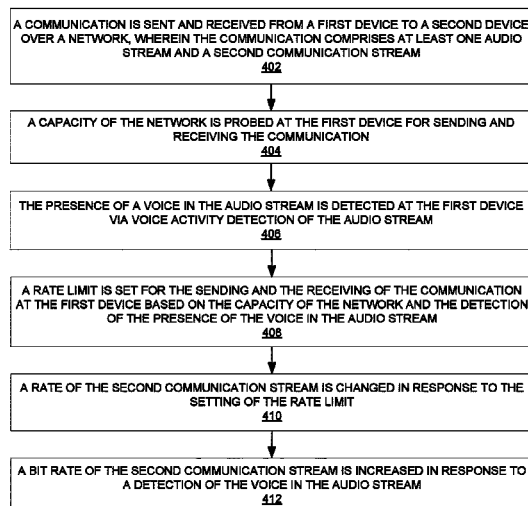 A COMMUNICATION IS SENT AND RECEIVED FROM A FIRST DEVICE TO A SECOND DEVICE
OVER A NETWORK, WHEREIN THE COMMUNICATION COMPRISES AT LEAST ONE AUDIO
STREAM AND A SECOND COMMUNICATION STREAM
402
A CAPACITY OF THE NETWORK IS PROBED AT THE FIRST DEVICE FOR SENDING AND
RECEIVING THE COMMUNICATION
404
THE PRESENCE OF A VOICE IN THE AUDIO STREAM IS DETECTED AT THE FIRST DEVICE
VIA VOICE ACTIVITY DETECTION OF THE AUDIO STREAM
406
A RATE LIMIT IS SET FOR THE SENDING AND THE RECEIVING OF THE COMMUNICATION
AT THE FIRST DEVICE BASED ON THE CAPACITY OF THE NETWORK AND THE DETECTION
OF THE PRESENCE OF THE VOICE IN THE AUDIO STREAM
408
A RATE OF THE SECOND COMMUNICATION STREAM IS CHANGED IN RESPONSE TO THE
SETTING OF THE RATE LIMIT
410
A BIT RATE OF THE SECOND COMMUNICATION STREAM IS INCREASED IN RESPONSE TO
A DETECTION OF THE VOICE IN THE AUDIO STREAM
412